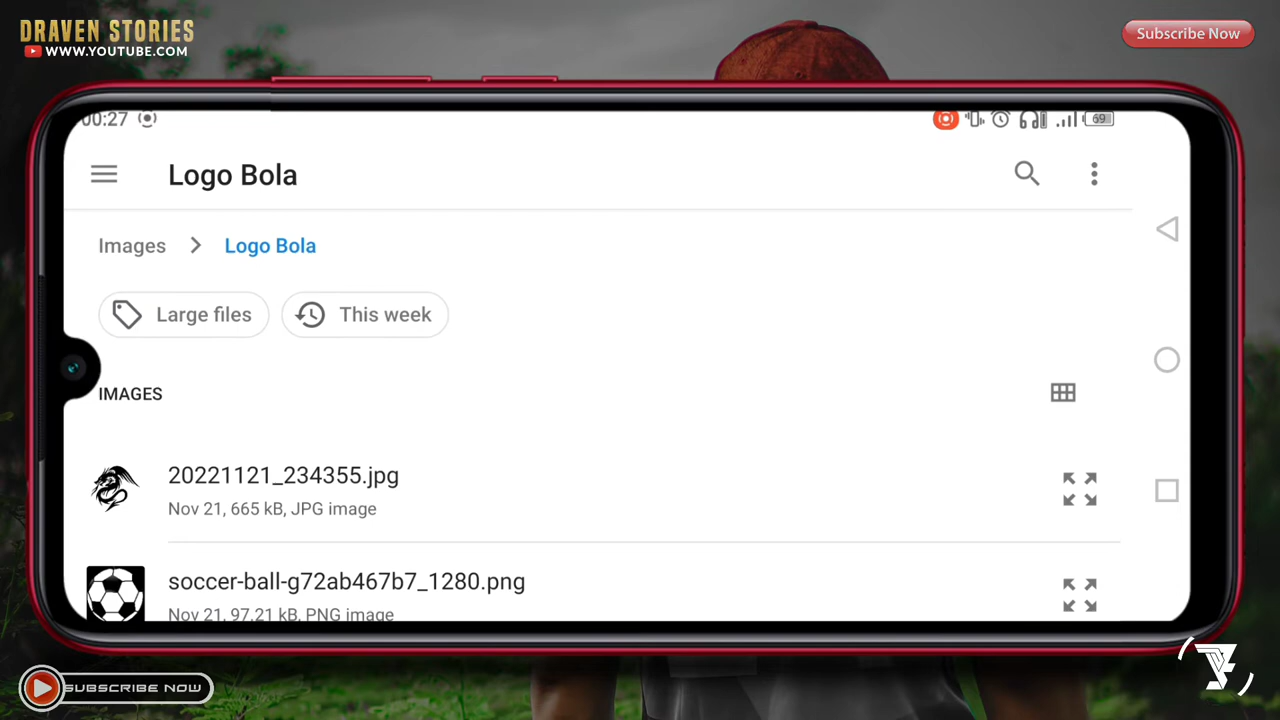 DRAVEN STORIES
WWW.YOUTUBE.COM
Subscribe Now
00:27
69
Logo Bola
Images
Logo Bola
Large files
This week
IMAGES
20221121_234355.jpg
Nov 21, 665 kB, JPG image
soccer-ball-g72ab467b7_1280.png
Nov 21, 97.21 kB, PNG image
SUBSCRIBE NOW